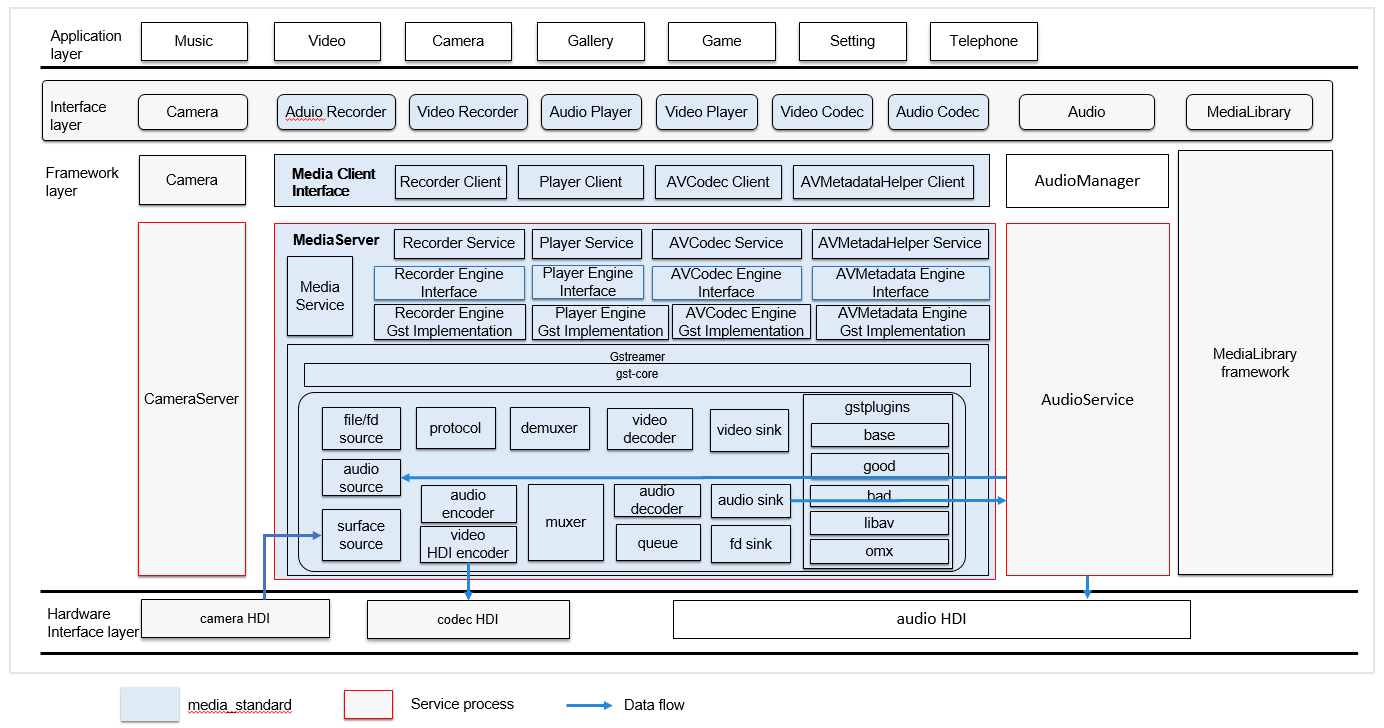 Application
layer
Music
Video
Camera
Gallery
Game
Setting
Telephone
Interface
layer
Camera
Aduio Recorder
Video Recorder
Audio Player
Video Player
Video Codec
Audio Codec
Audio
MediaLibrary
Framework
layer
Camera
Media Client
Interface
Recorder Client
Player Client
AVCodec Client
AVMetadataHelper Client
AudioManager
MediaLibrary
framework
CameraServer
MediaServer
Recorder Service
Player Service
AVCodec Service
AVMetadaHelper Service
Media
Service
Recorder Engine
Interface
Player Engine
Interface
AVCodec Engine
Interface
AVMetadata Engine
Interface
Recorder Engine
Gst Implementation
Player Engine
Gst Implementation
AVCodec Engine
Gst Implementation
AVMetadata Engine
Gst Implementation
AudioService
Gstreamer
gst-core
file/fd
source
protocol
demuxer
video
decoder
video sink
gstplugins
base
good
bad
libav
omx
audio
source
audio
encoder
muxer
audio
decoder
audio sink
surface
source
video
HDI encoder
queue
fd sink
Hardware
Interface layer
camera HDI
codec HDI
audio HDI
media_standard
Service process
Data flow